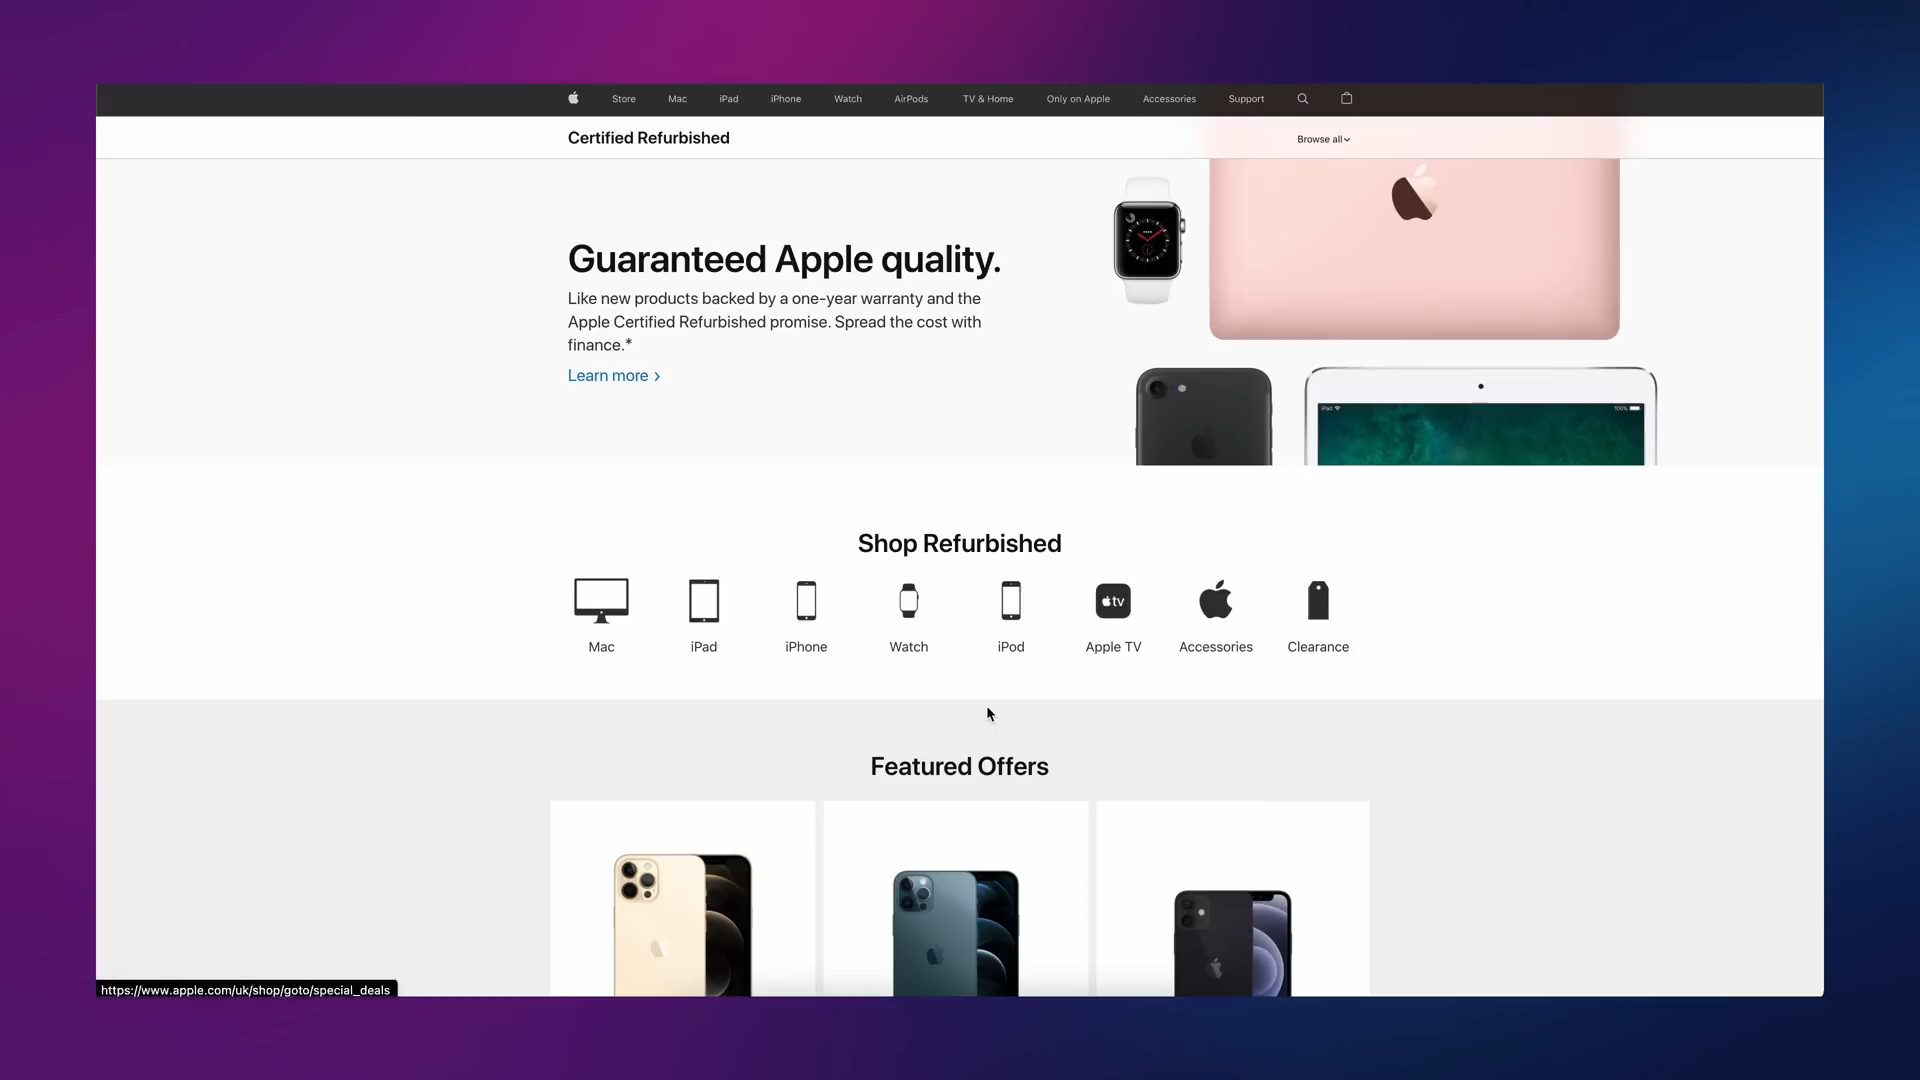 Store Mac iPad iPhone Watch AirPods TV & Home Only on Apple Accessories Support
Certified Refurbished
Browse all
Guaranteed Apple quality.
Like new products backed by a one-year warranty and the
Apple Certified Refurbished promise. Spread the cost with
finance.*
Learn more
iPad 100%
Shop Refurbished
tv
Mac iPad iPhone Watch iPod Apple TV Accessories Clearance
Featured Offers
https://www.apple.com/uk/shop/goto/special_deals